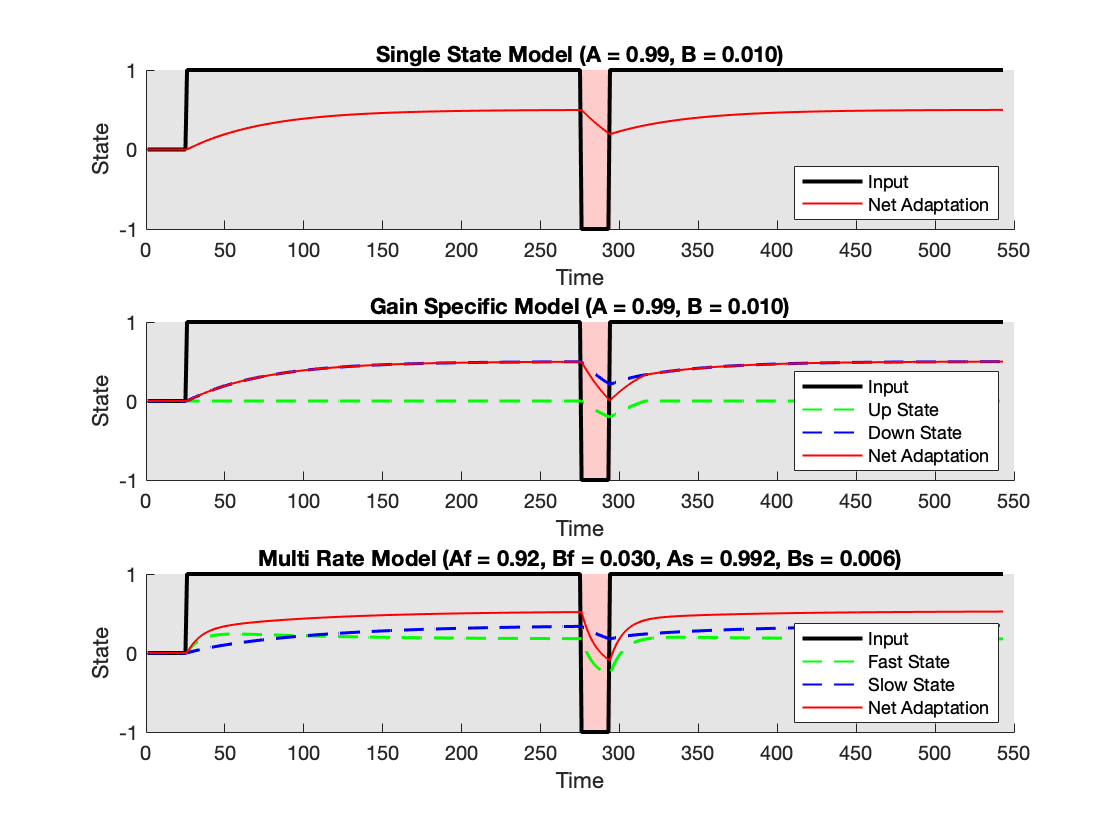 Single State Model (A = 0.99, B = 0.010)
1
0
-1
State
0 50 100 150 200 250 300 350 400 450 500 550
Time
Input
Net Adaptation
Gain Specific Model (A = 0.99, B = 0.010)
1
0
-1
State
0 50 100 150 200 250 300 350 400 450 500 550
Time
Input
Up State
Down State
Net Adaptation
Multi Rate Model (Af = 0.92, Bf = 0.030, As = 0.992, Bs = 0.006)
1
0
-1
State
0 50 100 150 200 250 300 350 400 450 500 550
Time
Input
Fast State
Slow State
Net Adaptation